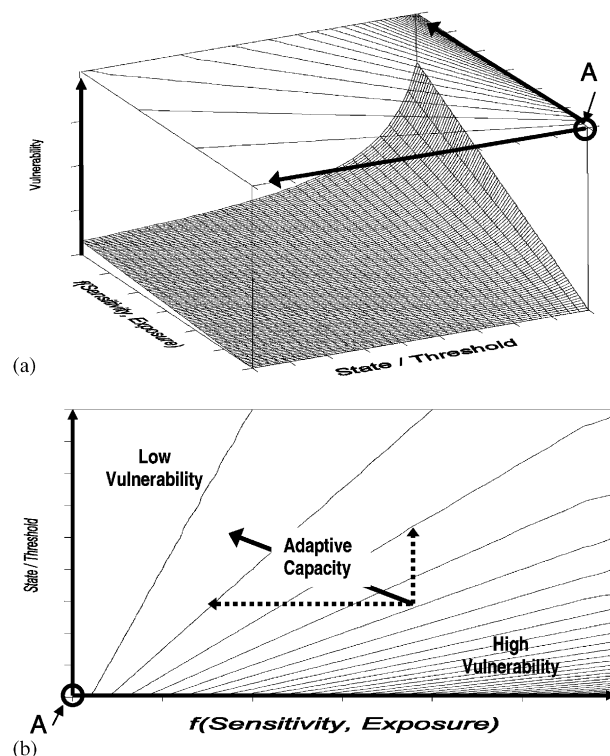 A
Vulnerability
f(Sensitivity, Exposure)
State / Threshold
(a)
Low
Vulnerability
State/Threshold
Adaptive
Capacity
High
Vulnerability
A
f(Sensitivity, Exposure)
(b)